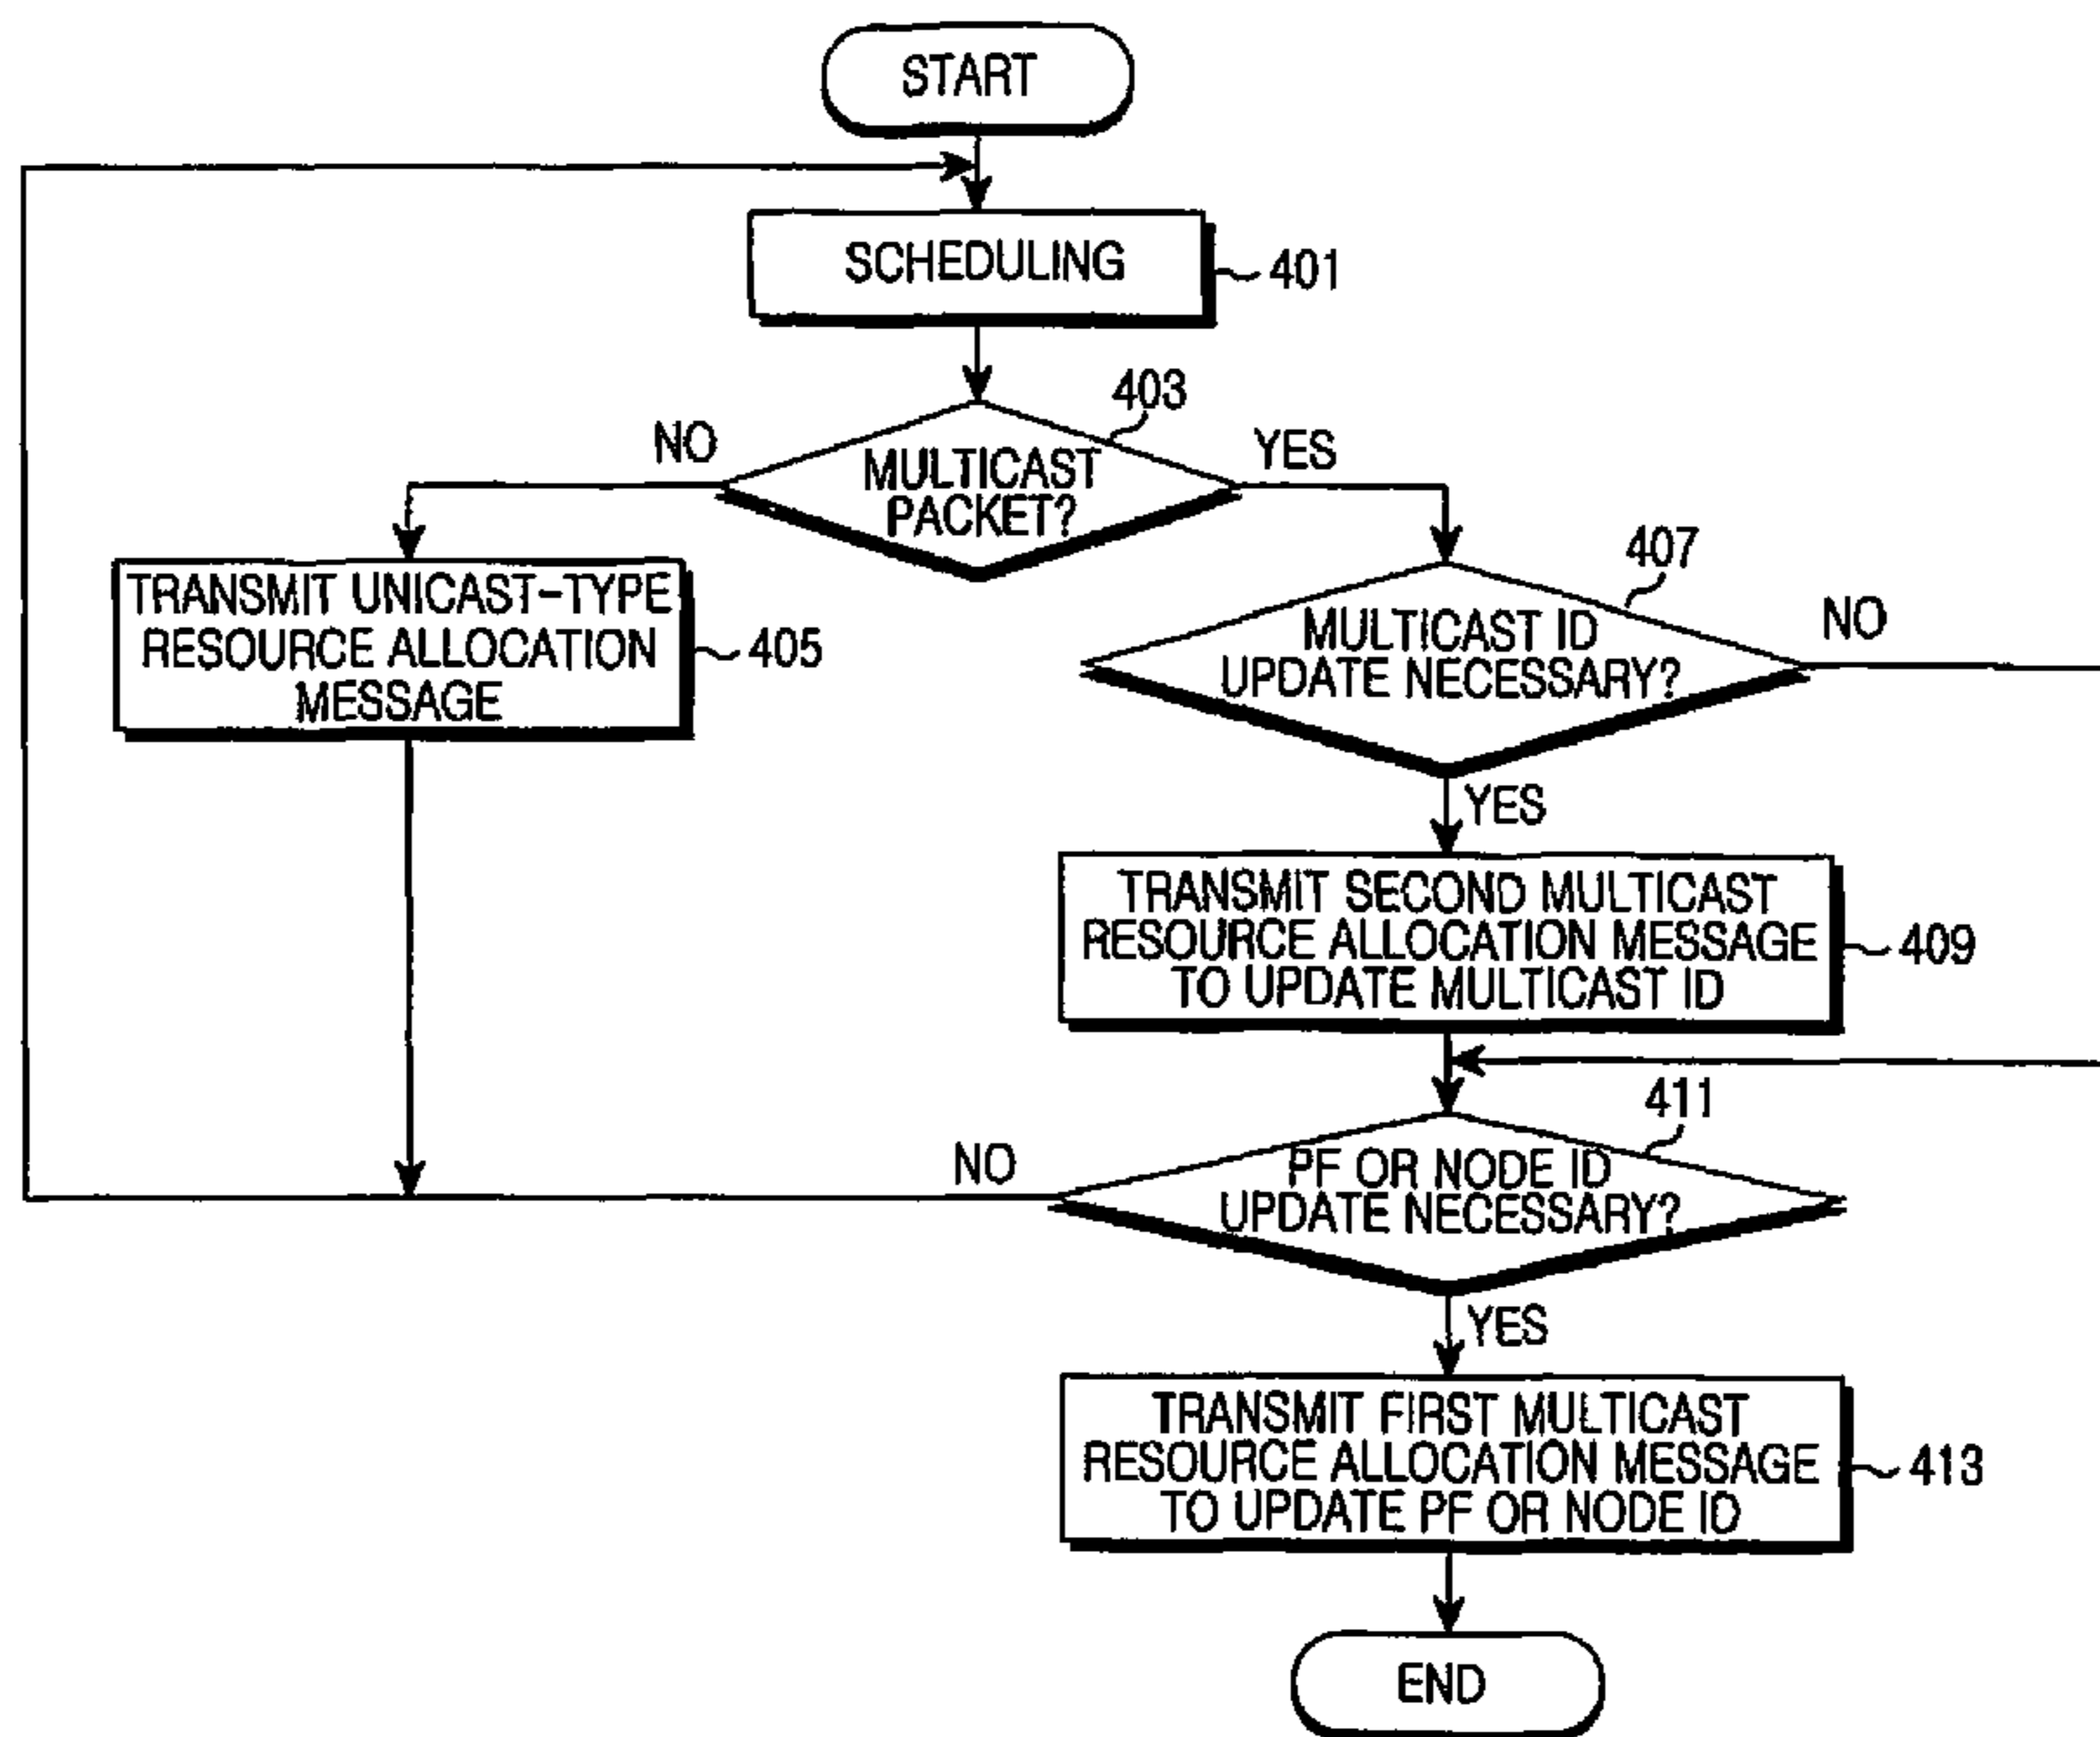 START
SCHEDULING
401
403
NO
YES
MULTICAST
PACKET?
407
TRANSMIT UNICAST-TYPE
RESOURCE ALLOCATION
MESSAGE
405
MULTICAST ID
UPDATE NECESSARY?
NO
YES
TRANSMIT SECOND MULTICAST
RESOURCE ALLOCATION MESSAGE
TO UPDATE MULTICAST ID
409
411
NO
PF OR NODE ID
UPDATE NECESSARY?
YES
TRANSMIT FIRST MULTICAST
RESOURCE ALLOCATION MESSAGE
TO UPDATE PF OR NODE ID
413
END